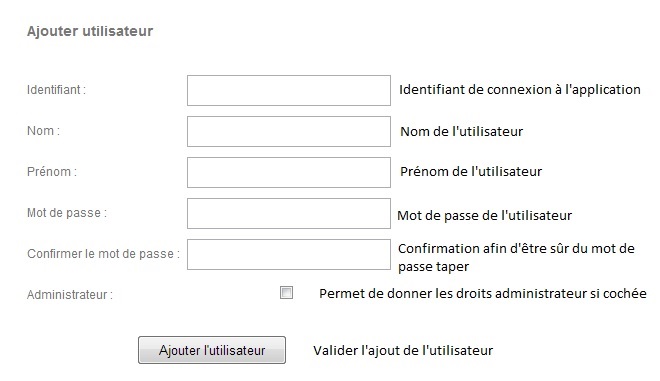 Ajouter utilisateur
Identifiant :
Identifiant de connexion à l'application
Nom :
Nom de l'utilisateur
Prénom :
Prénom de l'utilisateur
Mot de passe :
Mot de passe de l'utilisateur
Confirmer le mot de passe :
Confirmation afin d'être sûr du mot de
passe taper
Administrateur :
Permet de donner les droits administrateur si cochée
Ajouter l'utilisateur
Valider l'ajout de l'utilisateur